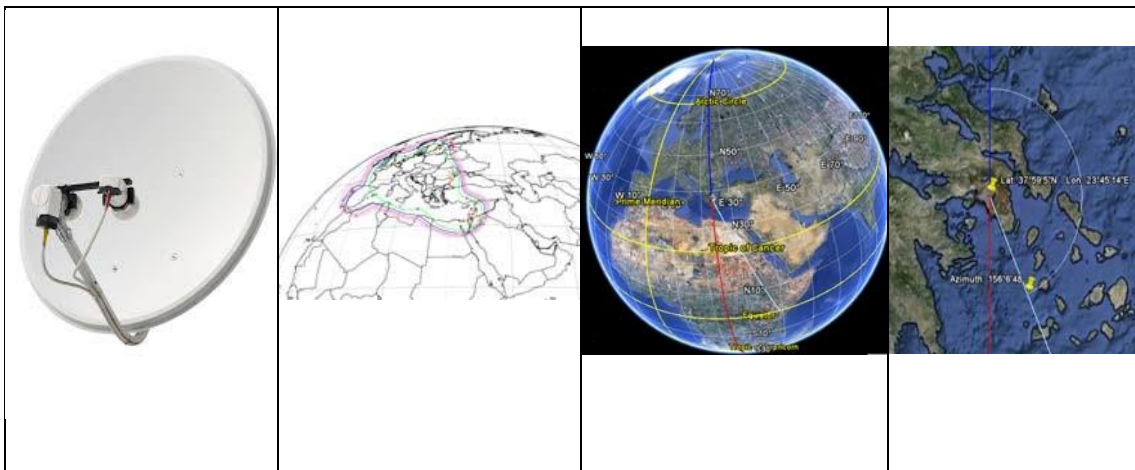 N70°
Arctic Circle
N50°
E 70°
W 30°
E 50°
W 10°
Prime Meridian
E 30°
N30°
Tropic of Cancer
N10°
Equator
Lat: 37°59'5"N Lon: 23°45'14"E
Azimuth: 156°6'48